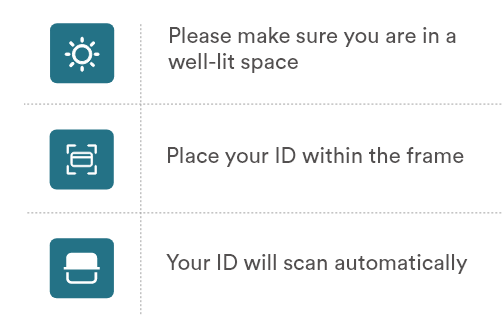 Please make sure you are in a
well-lit space
Place your ID within the frame
Your ID will scan automatically